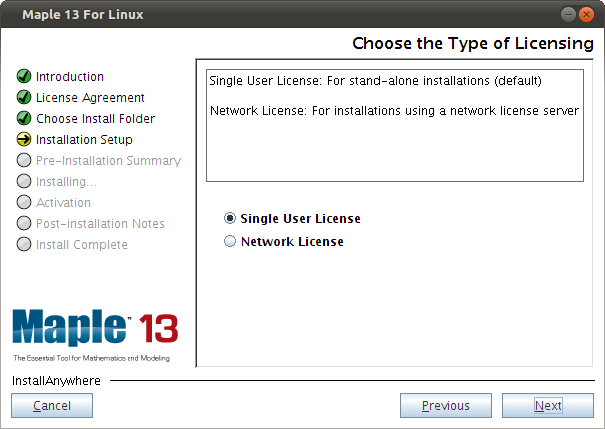 Maple 13 For Linux
Choose the Type of Licensing
Introduction
License Agreement
Choose Install Folder
Installation Setup
Pre-Installation Summary
Installing...
Activation
Post-installation Notes
Install Complete
Single User License: For stand-alone installations (default)
Network License: For installations using a network license server
Single User License
Network License
Maple™ 13
The Essential Tool for Mathematics and Modeling
InstallAnywhere
Cancel
Previous
Next